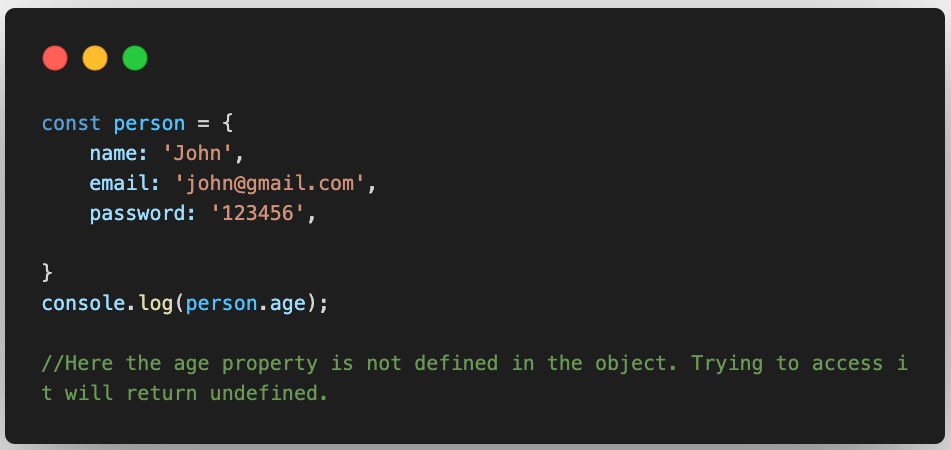 const person = {
    name: 'John',
    email: 'john@gmail.com',
    password: '123456',

}
console.log(person.age);

//Here the age property is not defined in the object. Trying to access i
t will return undefined.